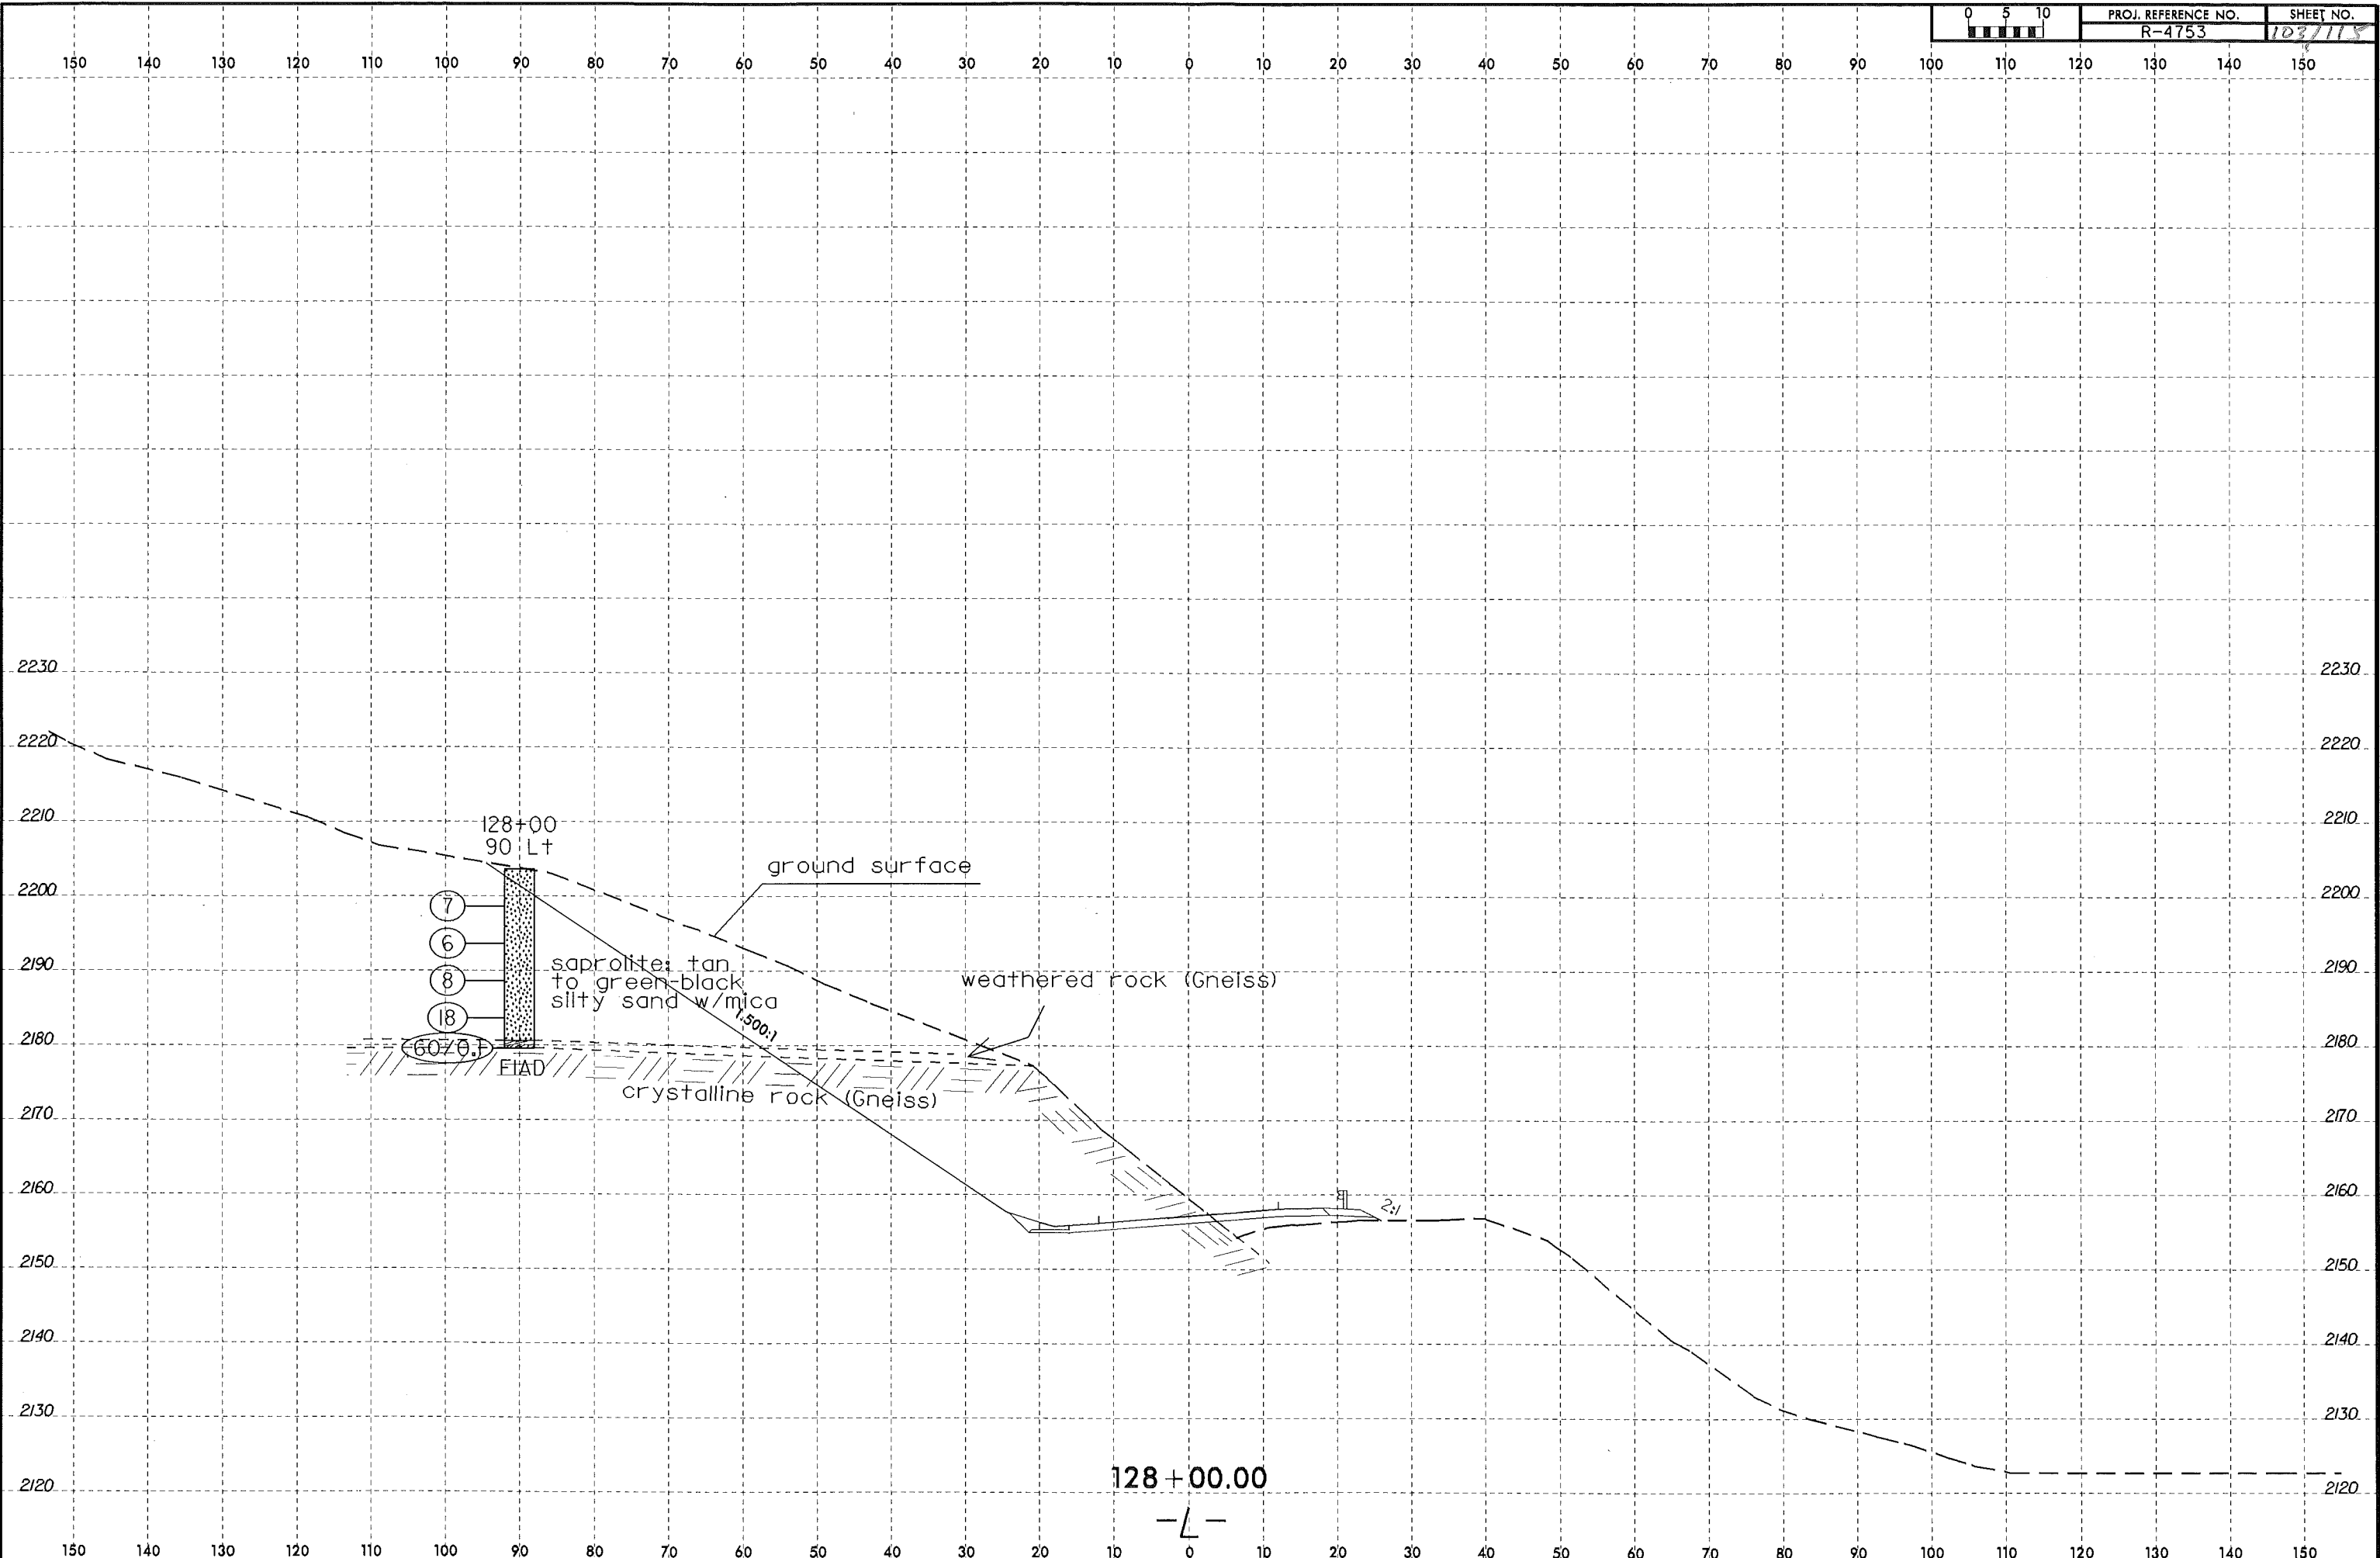 0 5 10
PROJ. REFERENCE NO.
SHEET NO.
R-4753
103/115
150 140 130 120 110 100 90 80 70 60 50 40 30 20 10 0 10 20 30 40 50 60 70 80 90 100 110 120 130 140 150
2230 2230
2220 2220
2210 2210
128+00
90 Lt
ground surface
2200 2200
7
6
2190 2190
saprolite: tan
to green-black
silty sand w/mica
weathered rock (Gneiss)
8
18
1.500:1
2180 2180
60/0.1
FIAD
crystalline rock (Gneiss)
2170 2170
2160 2160
2:1
2150 2150
2140 2140
2130 2130
2120 2120
128+00.00
-L-
150 140 130 120 110 100 90 80 70 60 50 40 30 20 10 0 10 20 30 40 50 60 70 80 90 100 110 120 130 140 150